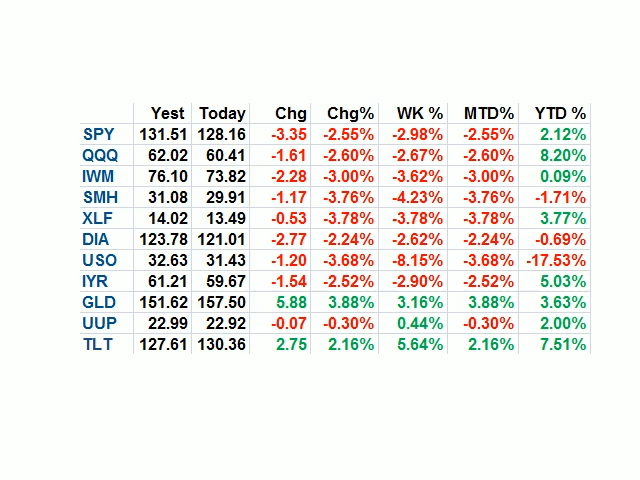 Yest Today Chg Chg% WK % MTD% YTD %
SPY 131.51 128.16 -3.35 -2.55% -2.98% -2.55% 2.12%
QQQ 62.02 60.41 -1.61 -2.60% -2.67% -2.60% 8.20%
IWM 76.10 73.82 -2.28 -3.00% -3.62% -3.00% 0.09%
SMH 31.08 29.91 -1.17 -3.76% -4.23% -3.76% -1.71%
XLF 14.02 13.49 -0.53 -3.78% -3.78% -3.78% 3.77%
DIA 123.78 121.01 -2.77 -2.24% -2.62% -2.24% -0.69%
USO 32.63 31.43 -1.20 -3.68% -8.15% -3.68% -17.53%
IYR 61.21 59.67 -1.54 -2.52% -2.90% -2.52% 5.03%
GLD 151.62 157.50 5.88 3.88% 3.16% 3.88% 3.63%
UUP 22.99 22.92 -0.07 -0.30% 0.44% -0.30% 2.00%
TLT 127.61 130.36 2.75 2.16% 5.64% 2.16% 7.51%